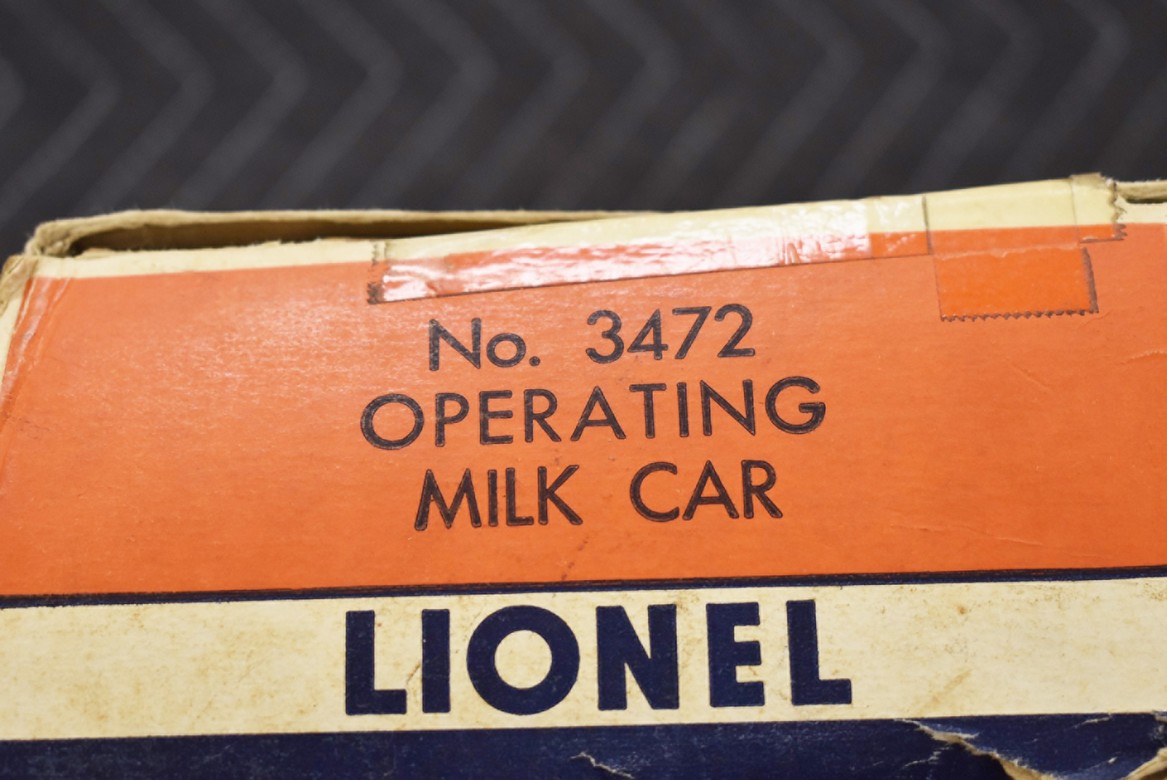 No. 3472
OPERATING
MILK CAR
LIONEL